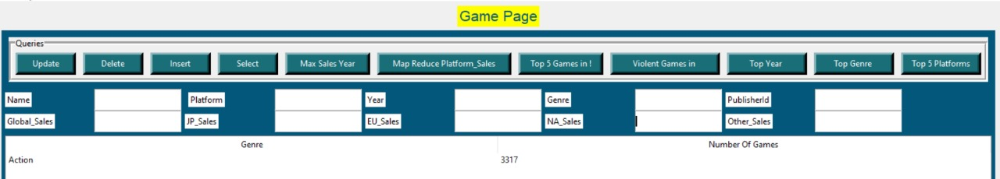 Game Page
Queries
Update Delete Insert Select Max Sales Year Map Reduce Platform_Sales Top 5 Games in ! Violent Games in Top Year Top Genre Top 5 Platforms
Name Platform Year Genre PublisherId
Global_Sales JP_Sales EU_Sales NA_Sales Other_Sales
Genre Number Of Games
Action 3317